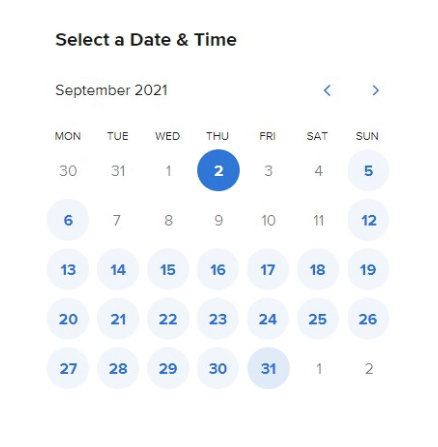 Select a Date & Time
September 2021
MON TUE WED THU FRI SAT SUN
30 31 1 2 3 4 5
6 7 8 9 10 11 12
13 14 15 16 17 18 19
20 21 22 23 24 25 26
27 28 29 30 31 1 2